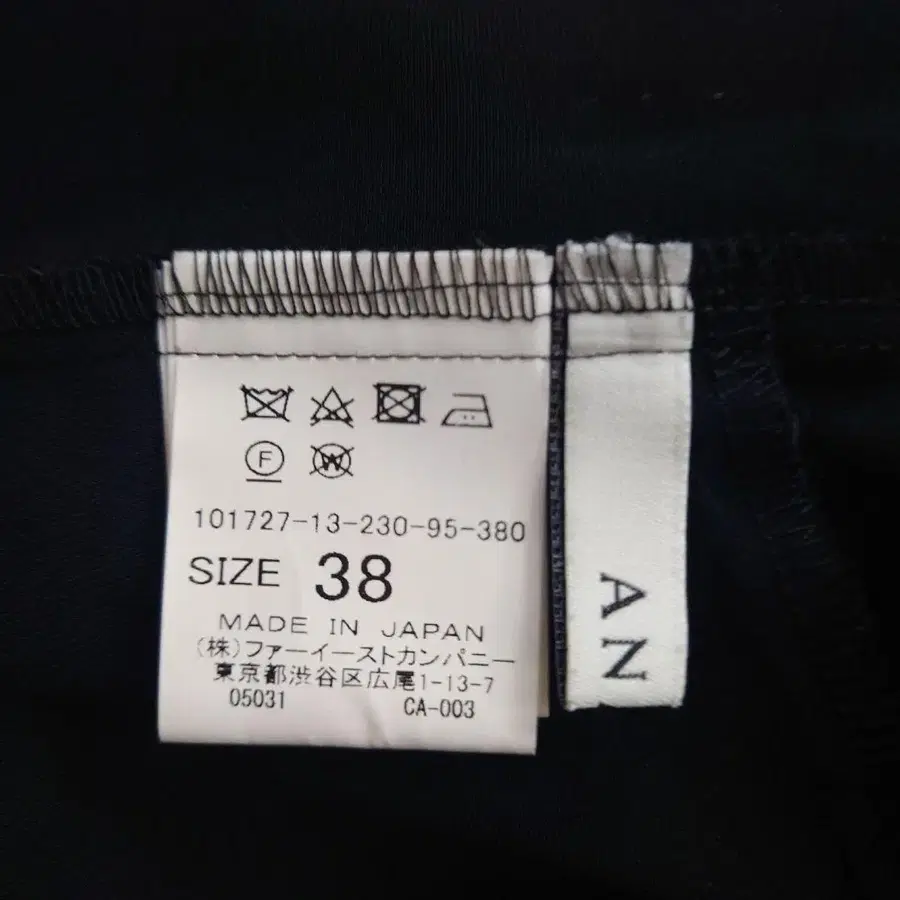 F W
101727-13-230-95-380
SIZE 38
MADE IN JAPAN
(株)ファーイーストカンパニー
東京都渋谷区広尾1-13-7
05031 CA-003
AN